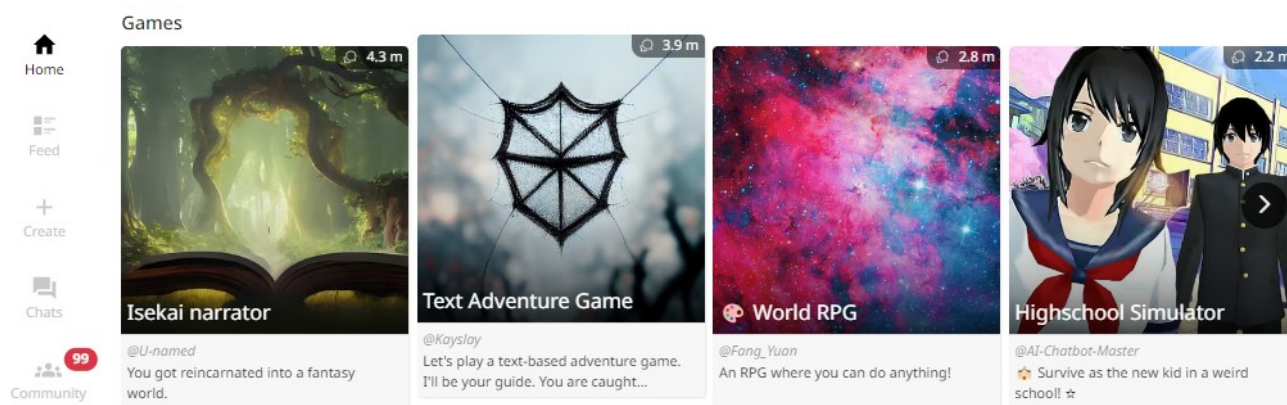 Games
Home
Feed
Create
Chats
99
Community
4.3 m
Isekai narrator
@U-named
You got reincarnated into a fantasy
world.
3.9 m
Text Adventure Game
@Kayslay
Let's play a text-based adventure game.
I'll be your guide. You are caught...
2.8 m
🎨 World RPG
@Fang_Yuan
An RPG where you can do anything!
2.2 m
Highschool Simulator
@AI-Chatbot-Master
🏫 Survive as the new kid in a weird
school! ☆